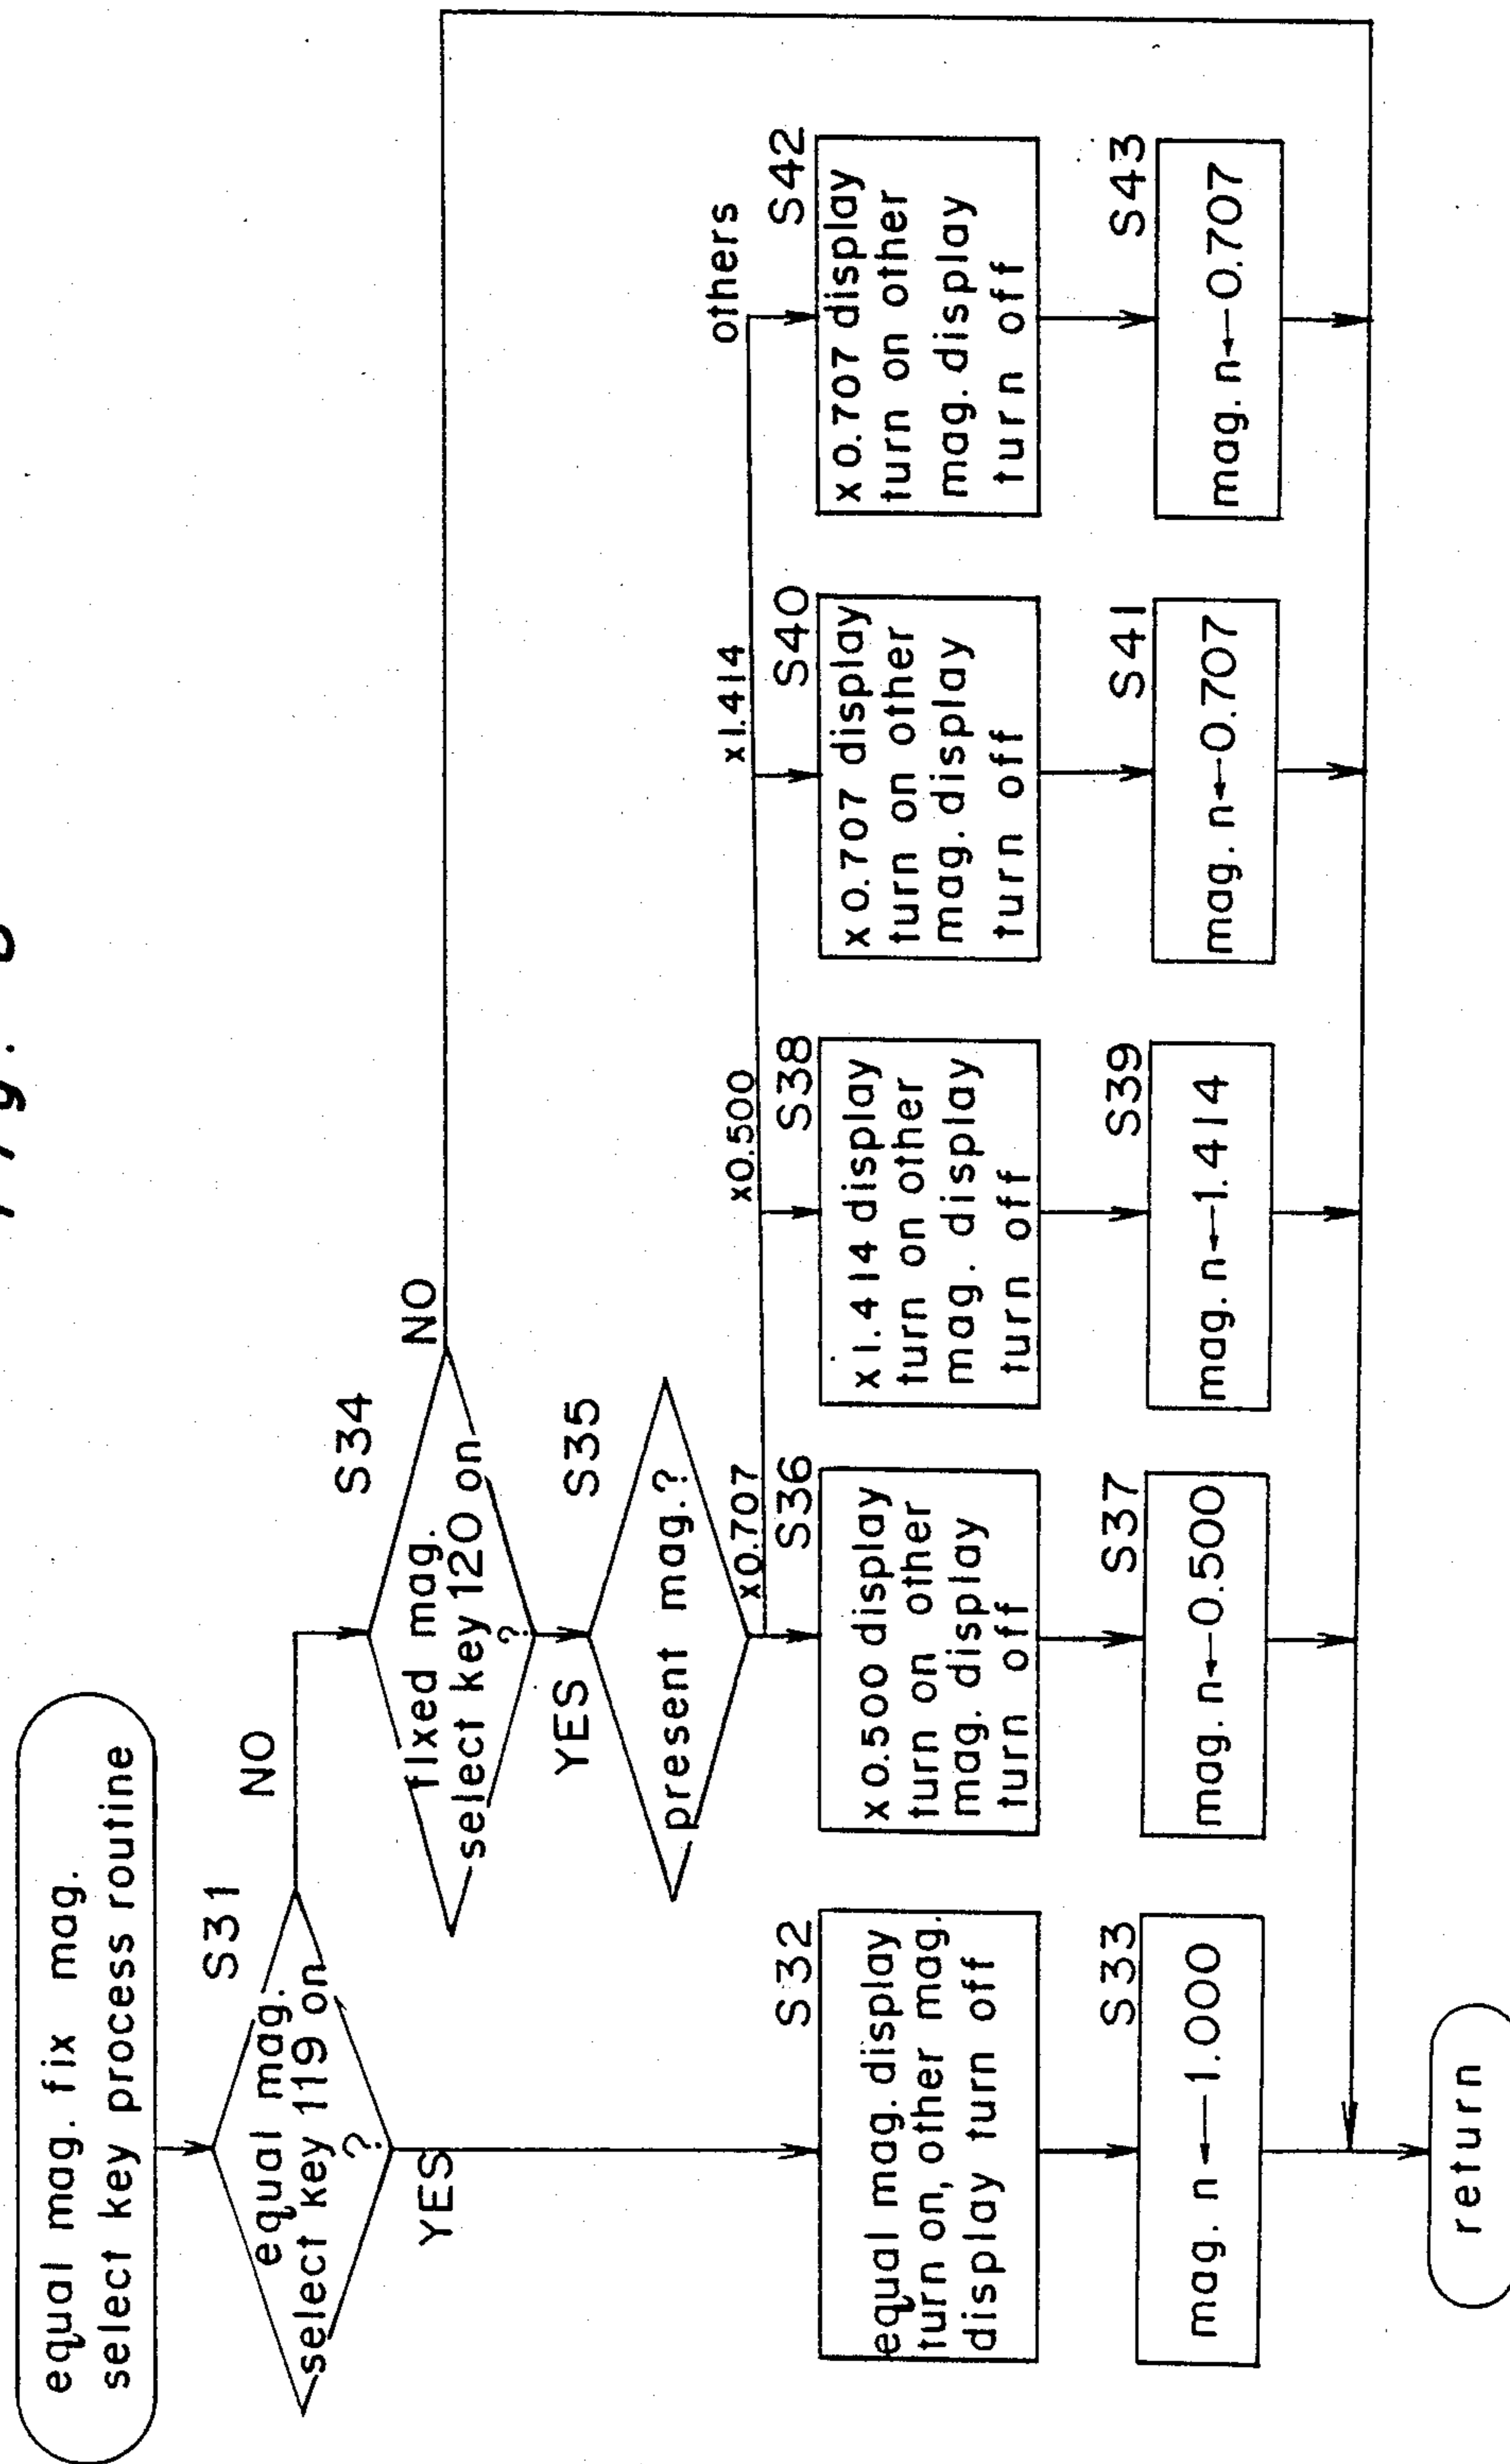 equal mag. fix mag.
select key process routine
S31
equal mag.
select key 119 on
?
NO
YES
S34
fixed mag.
select key 120 on
?
NO
YES
S35
present mag.?
x0.707
x0.500
x1.414
others
S32
equal mag. display
turn on, other mag.
display turn off
S33
mag. n←1.000
S36
x0.500 display
turn on other
mag. display
turn off
S37
mag. n←0.500
S38
x1.414 display
turn on other
mag. display
turn off
S39
mag. n←1.414
S40
x0.707 display
turn on other
mag. display
turn off
S41
mag. n←0.707
S42
x0.707 display
turn on other
mag. display
turn off
S43
mag. n←0.707
return